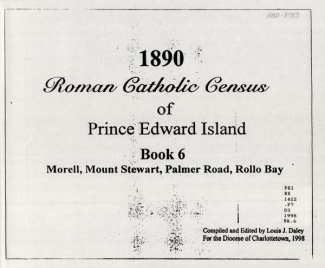 1890
Roman Catholic Census
of
Prince Edward Island
Book 6
Morell, Mount Stewart, Palmer Road, Rollo Bay
PEI
BX
1422
.P7
D3
1998
Bk.6
Compiled and Edited by Louis J. Daley
For the Diocese of Charlottetown, 1998